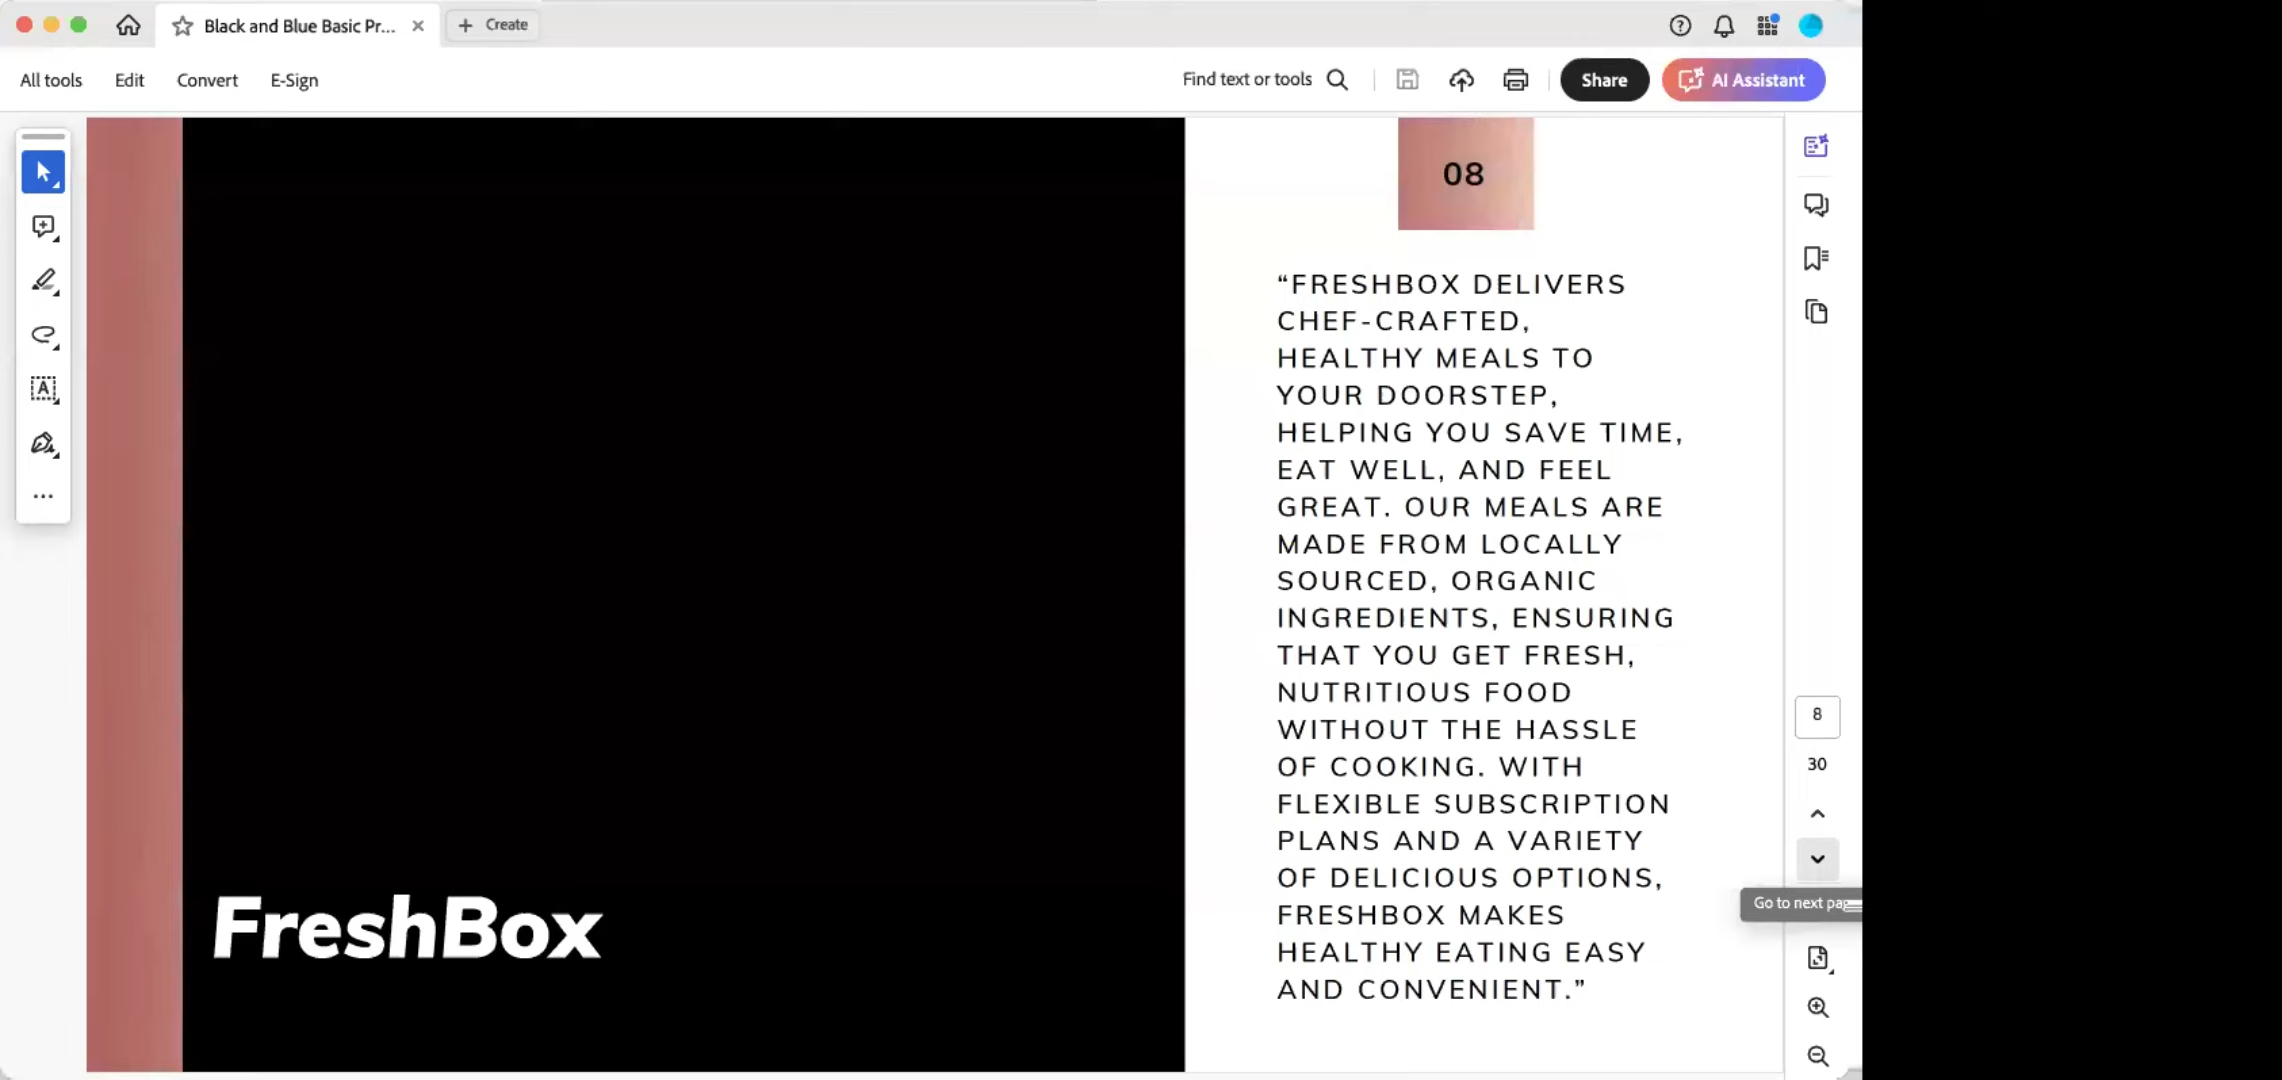 Black and Blue Basic Pr...
Create
All tools
Edit
Convert
E-Sign
Find text or tools
Share
AI Assistant
08
“FRESHBOX DELIVERS
CHEF-CRAFTED,
HEALTHY MEALS TO
YOUR DOORSTEP,
HELPING YOU SAVE TIME,
EAT WELL, AND FEEL
GREAT. OUR MEALS ARE
MADE FROM LOCALLY
SOURCED, ORGANIC
INGREDIENTS, ENSURING
THAT YOU GET FRESH,
NUTRITIOUS FOOD
WITHOUT THE HASSLE
OF COOKING. WITH
FLEXIBLE SUBSCRIPTION
PLANS AND A VARIETY
OF DELICIOUS OPTIONS,
FRESHBOX MAKES
HEALTHY EATING EASY
AND CONVENIENT.”
FreshBox
8
30
Go to next pag